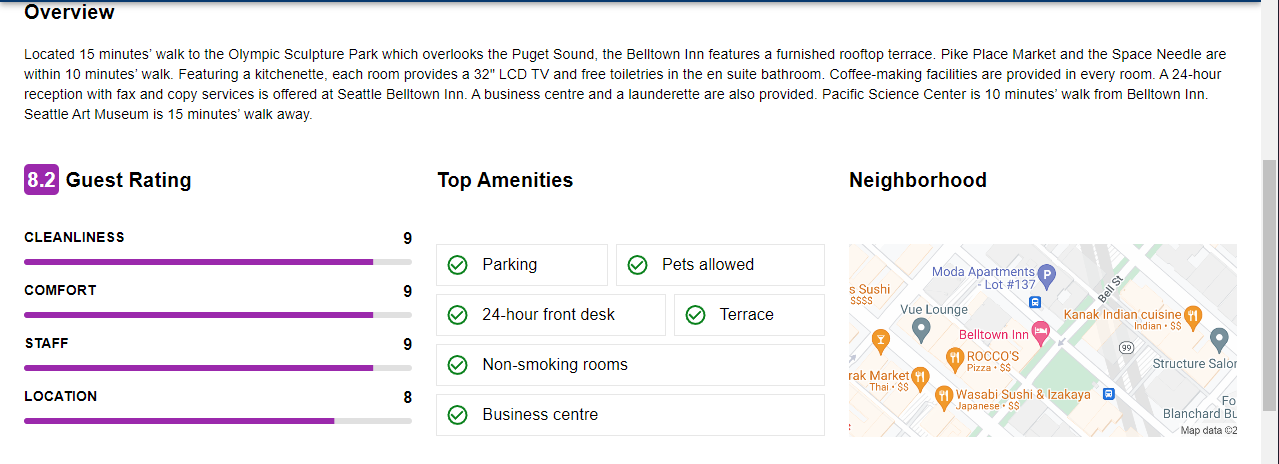 Overview
Located 15 minutes’ walk to the Olympic Sculpture Park which overlooks the Puget Sound, the Belltown Inn features a furnished rooftop terrace. Pike Place Market and the Space Needle are
within 10 minutes’ walk. Featuring a kitchenette, each room provides a 32" LCD TV and free toiletries in the en suite bathroom. Coffee-making facilities are provided in every room. A 24-hour
reception with fax and copy services is offered at Seattle Belltown Inn. A business centre and a launderette are also provided. Pacific Science Center is 10 minutes’ walk from Belltown Inn.
Seattle Art Museum is 15 minutes’ walk away.
8.2 Guest Rating
CLEANLINESS 9
COMFORT 9
STAFF 9
LOCATION 8
Top Amenities
Parking
Pets allowed
24-hour front desk
Terrace
Non-smoking rooms
Business centre
Neighborhood
Moda Apartments
- Lot #137
P
Bell St
s Sushi
$$$$
Vue Lounge
Kanak Indian cuisine
Indian • $$
Belltown Inn
99
ROCCO'S
Pizza • $$
Structure Salor
rak Market
Thai • $$
Wasabi Sushi & Izakaya
Japanese • $$
Fo
Blanchard Bu
Map data ©2